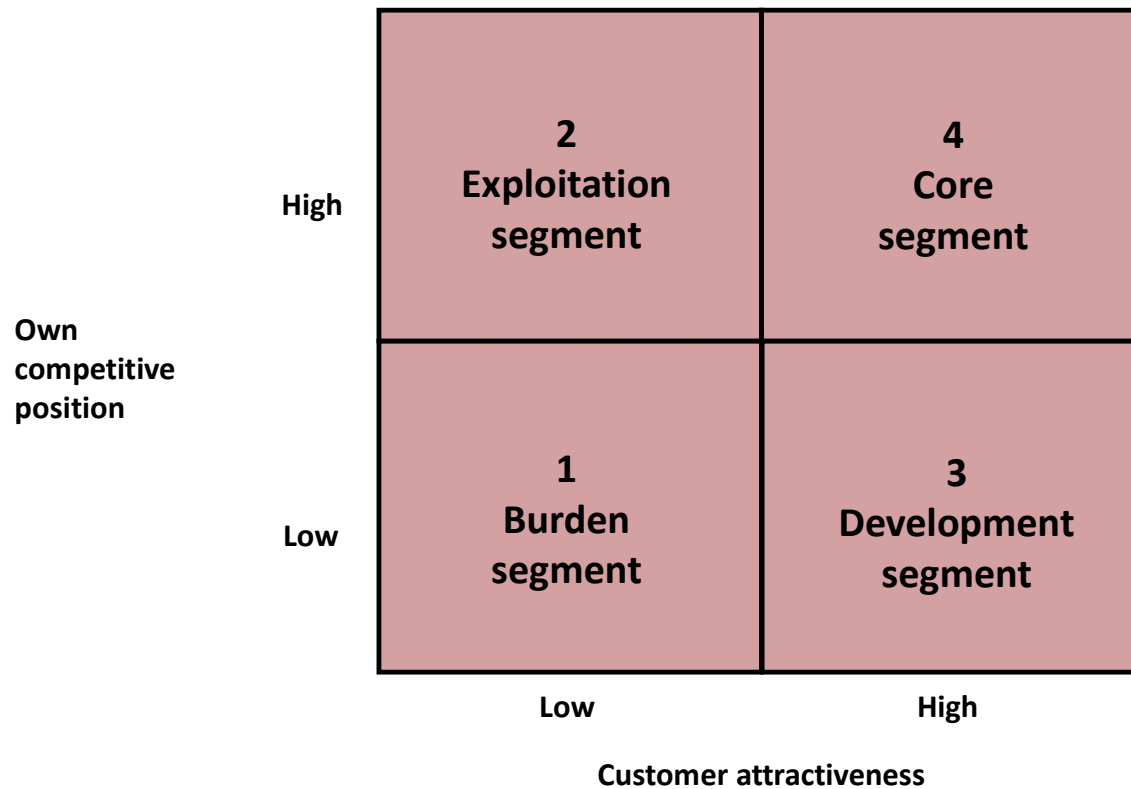 2
Exploitation
segment
4
Core
segment
High
Own
competitive
position
1
Burden
segment
3
Development
segment
Low
Low
High
Customer attractiveness